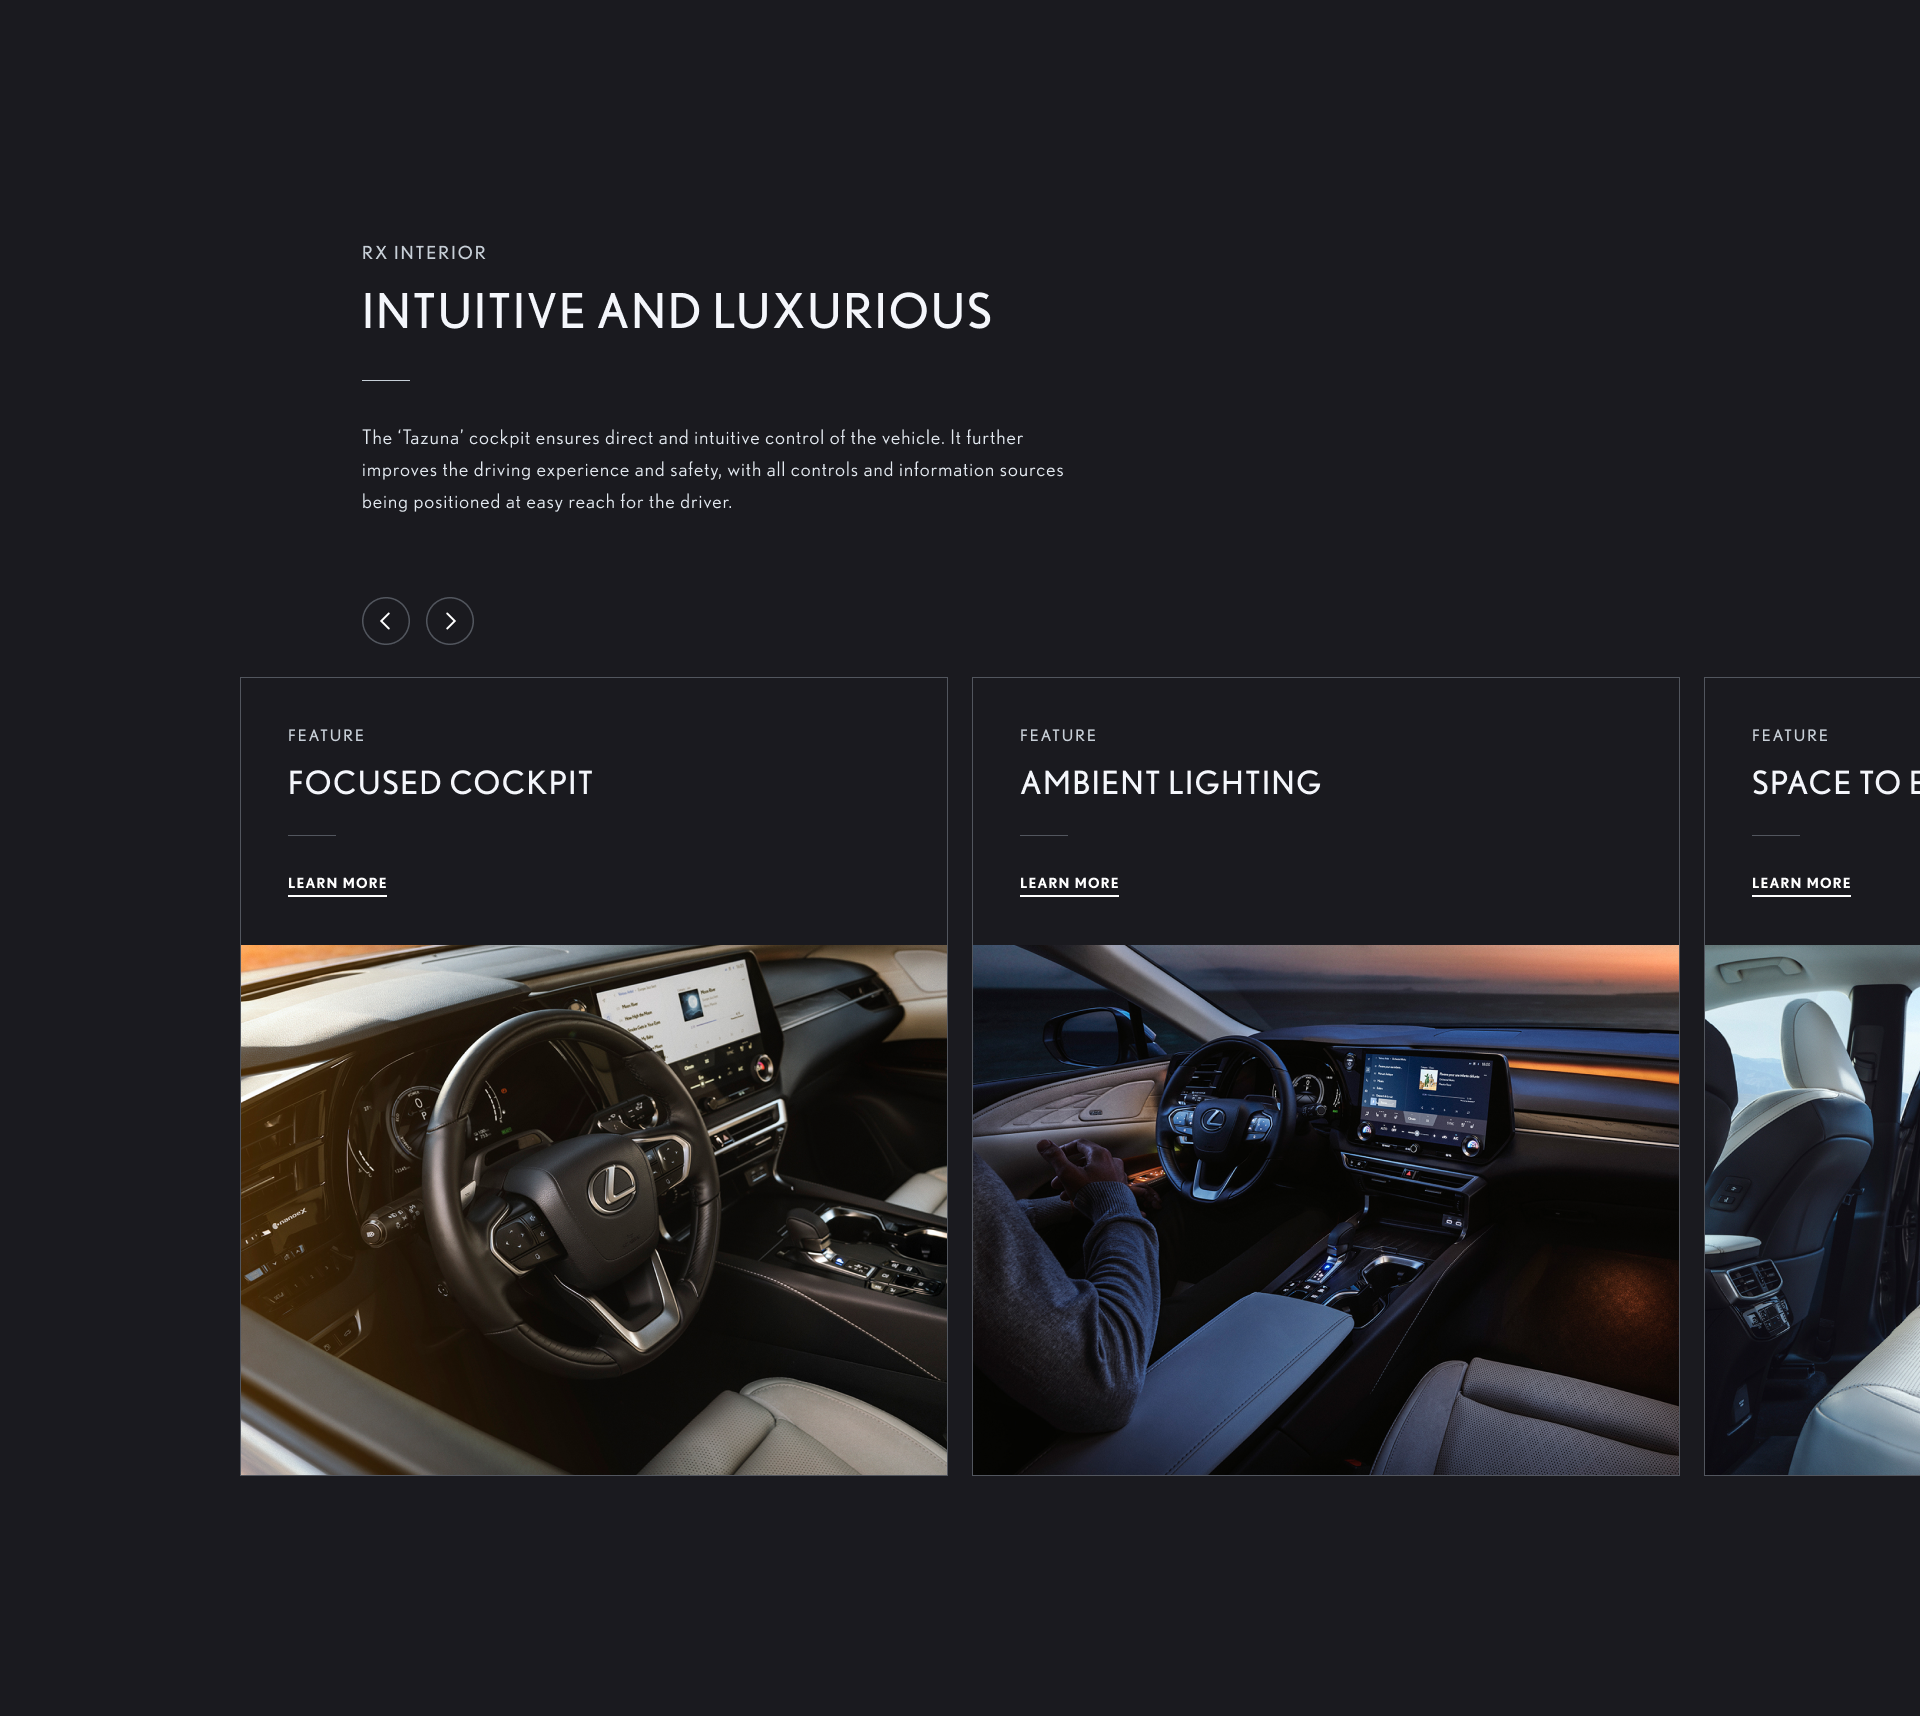 RX INTERIOR
INTUITIVE AND LUXURIOUS
The ‘Tazuna’ cockpit ensures direct and intuitive control of the vehicle. It further
improves the driving experience and safety, with all controls and information sources
being positioned at easy reach for the driver.
FEATURE
FOCUSED COCKPIT
LEARN MORE
FEATURE
AMBIENT LIGHTING
LEARN MORE
FEATURE
SPACE TO
LEARN MORE
nanoeX